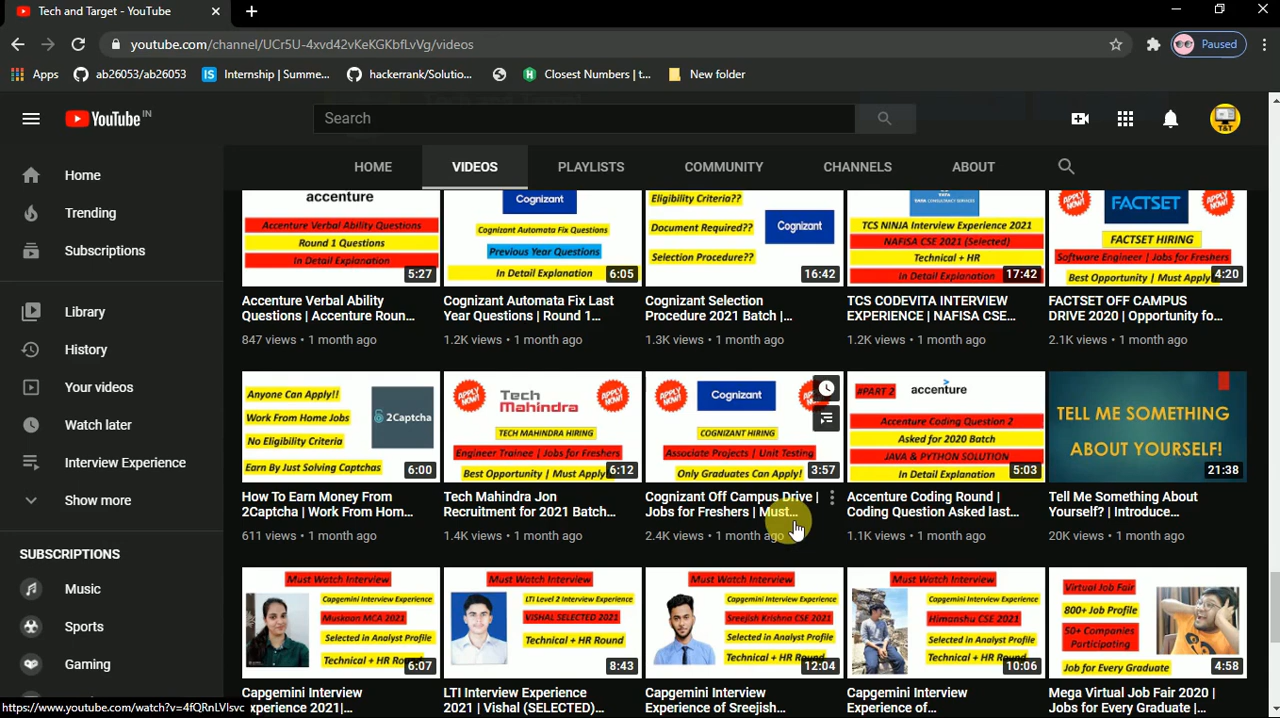 Tech and Target - YouTube
youtube.com/channel/UCr5U-4xvd42vKeKGKbfLvVg/videos
Paused
Apps
ab26053/ab26053
IS
Internship | Summe...
hackerrank/Solutio...
Closest Numbers | t...
New folder
YouTube IN
Search
T&T
HOME
VIDEOS
PLAYLISTS
COMMUNITY
CHANNELS
ABOUT
Home
Trending
Subscriptions
Library
History
Your videos
Watch later
Interview Experience
Show more
SUBSCRIPTIONS
Music
Sports
Gaming
accenture
Accenture Verbal Ability Questions
Round 1 Questions
In Detail Explanation
5:27
Accenture Verbal Ability
Questions | Accenture Roun...
847 views • 1 month ago
Cognizant
Cognizant Automata Fix Questions
Previous Year Questions
In Detail Explanation
6:05
Cognizant Automata Fix Last
Year Questions | Round 1...
1.2K views • 1 month ago
Eligibility Criteria??
Document Required??
Selection Procedure??
Cognizant
16:42
Cognizant Selection
Procedure 2021 Batch |...
1.3K views • 1 month ago
TATA CONSULTANCY SERVICES
TCS NINJA Interview Experience 2021
NAFISA CSE 2021 (Selected)
Technical + HR
In Detail Explanation
17:42
TCS CODEVITA INTERVIEW
EXPERIENCE | NAFISA CSE...
1.2K views • 1 month ago
APPLY NOW!
FACTSET
APPLY NOW!
FACTSET HIRING
Software Engineer | Jobs for Freshers
Best Opportunity | Must Apply
4:20
FACTSET OFF CAMPUS
DRIVE 2020 | Opportunity fo...
2.1K views • 1 month ago
Anyone Can Apply!!
Work From Home Jobs
No Eligibility Criteria
Earn By Just Solving Captchas
2Captcha
6:00
How To Earn Money From
2Captcha | Work From Hom...
611 views • 1 month ago
APPLY NOW!
Tech
Mahindra
APPLY NOW!
TECH MAHINDRA HIRING
Engineer Trainee | Jobs for Freshers
Best Opportunity | Must Apply
6:12
Tech Mahindra Jon
Recruitment for 2021 Batch...
1.4K views • 1 month ago
APPLY NOW!
Cognizant
COGNIZANT HIRING
Associate Projects | Unit Testing
Only Graduates Can Apply!
3:57
Cognizant Off Campus Drive |
Jobs for Freshers | Must...
2.4K views • 1 month ago
#PART 2
accenture
Accenture Coding Question 2
Asked for 2020 Batch
JAVA & PYTHON SOLUTION
In Detail Explanation
5:03
Accenture Coding Round |
Coding Question Asked last...
1.1K views • 1 month ago
TELL ME SOMETHING
ABOUT YOURSELF!
21:38
Tell Me Something About
Yourself? | Introduce...
20K views • 1 month ago
Must Watch Interview
Capgemini Interview Experience
Muskaan MCA 2021
Selected in Analyst Profile
Technical + HR Rou
6:07
Capgemini Interview
Experience 2021|...
Must Watch Interview
LTI Level 2 Interview Experience
VISHAL SELECTED 2021
Technical + HR Round
8:43
LTI Interview Experience
2021 | Vishal (SELECTED)...
Must Watch Interview
Capgemini Interview Experience
Sreejish Krishna CSE 2021
Selected in Analyst Profile
Technical + HR
12:04
Capgemini Interview
Experience of Sreejish...
Must Watch Interview
Capgemini Interview Experience
Himanshu CSE 2021
Selected in Analyst Profile
Technical + HR
10:06
Capgemini Interview
Experience of...
Virtual Job Fair
800+ Job Profile
50+ Companies
Participating
Job for Every Graduate
4:58
Mega Virtual Job Fair 2020 |
Jobs for Every Graduate...
https://www.youtube.com/watch?v=4fQRnLVlsvc